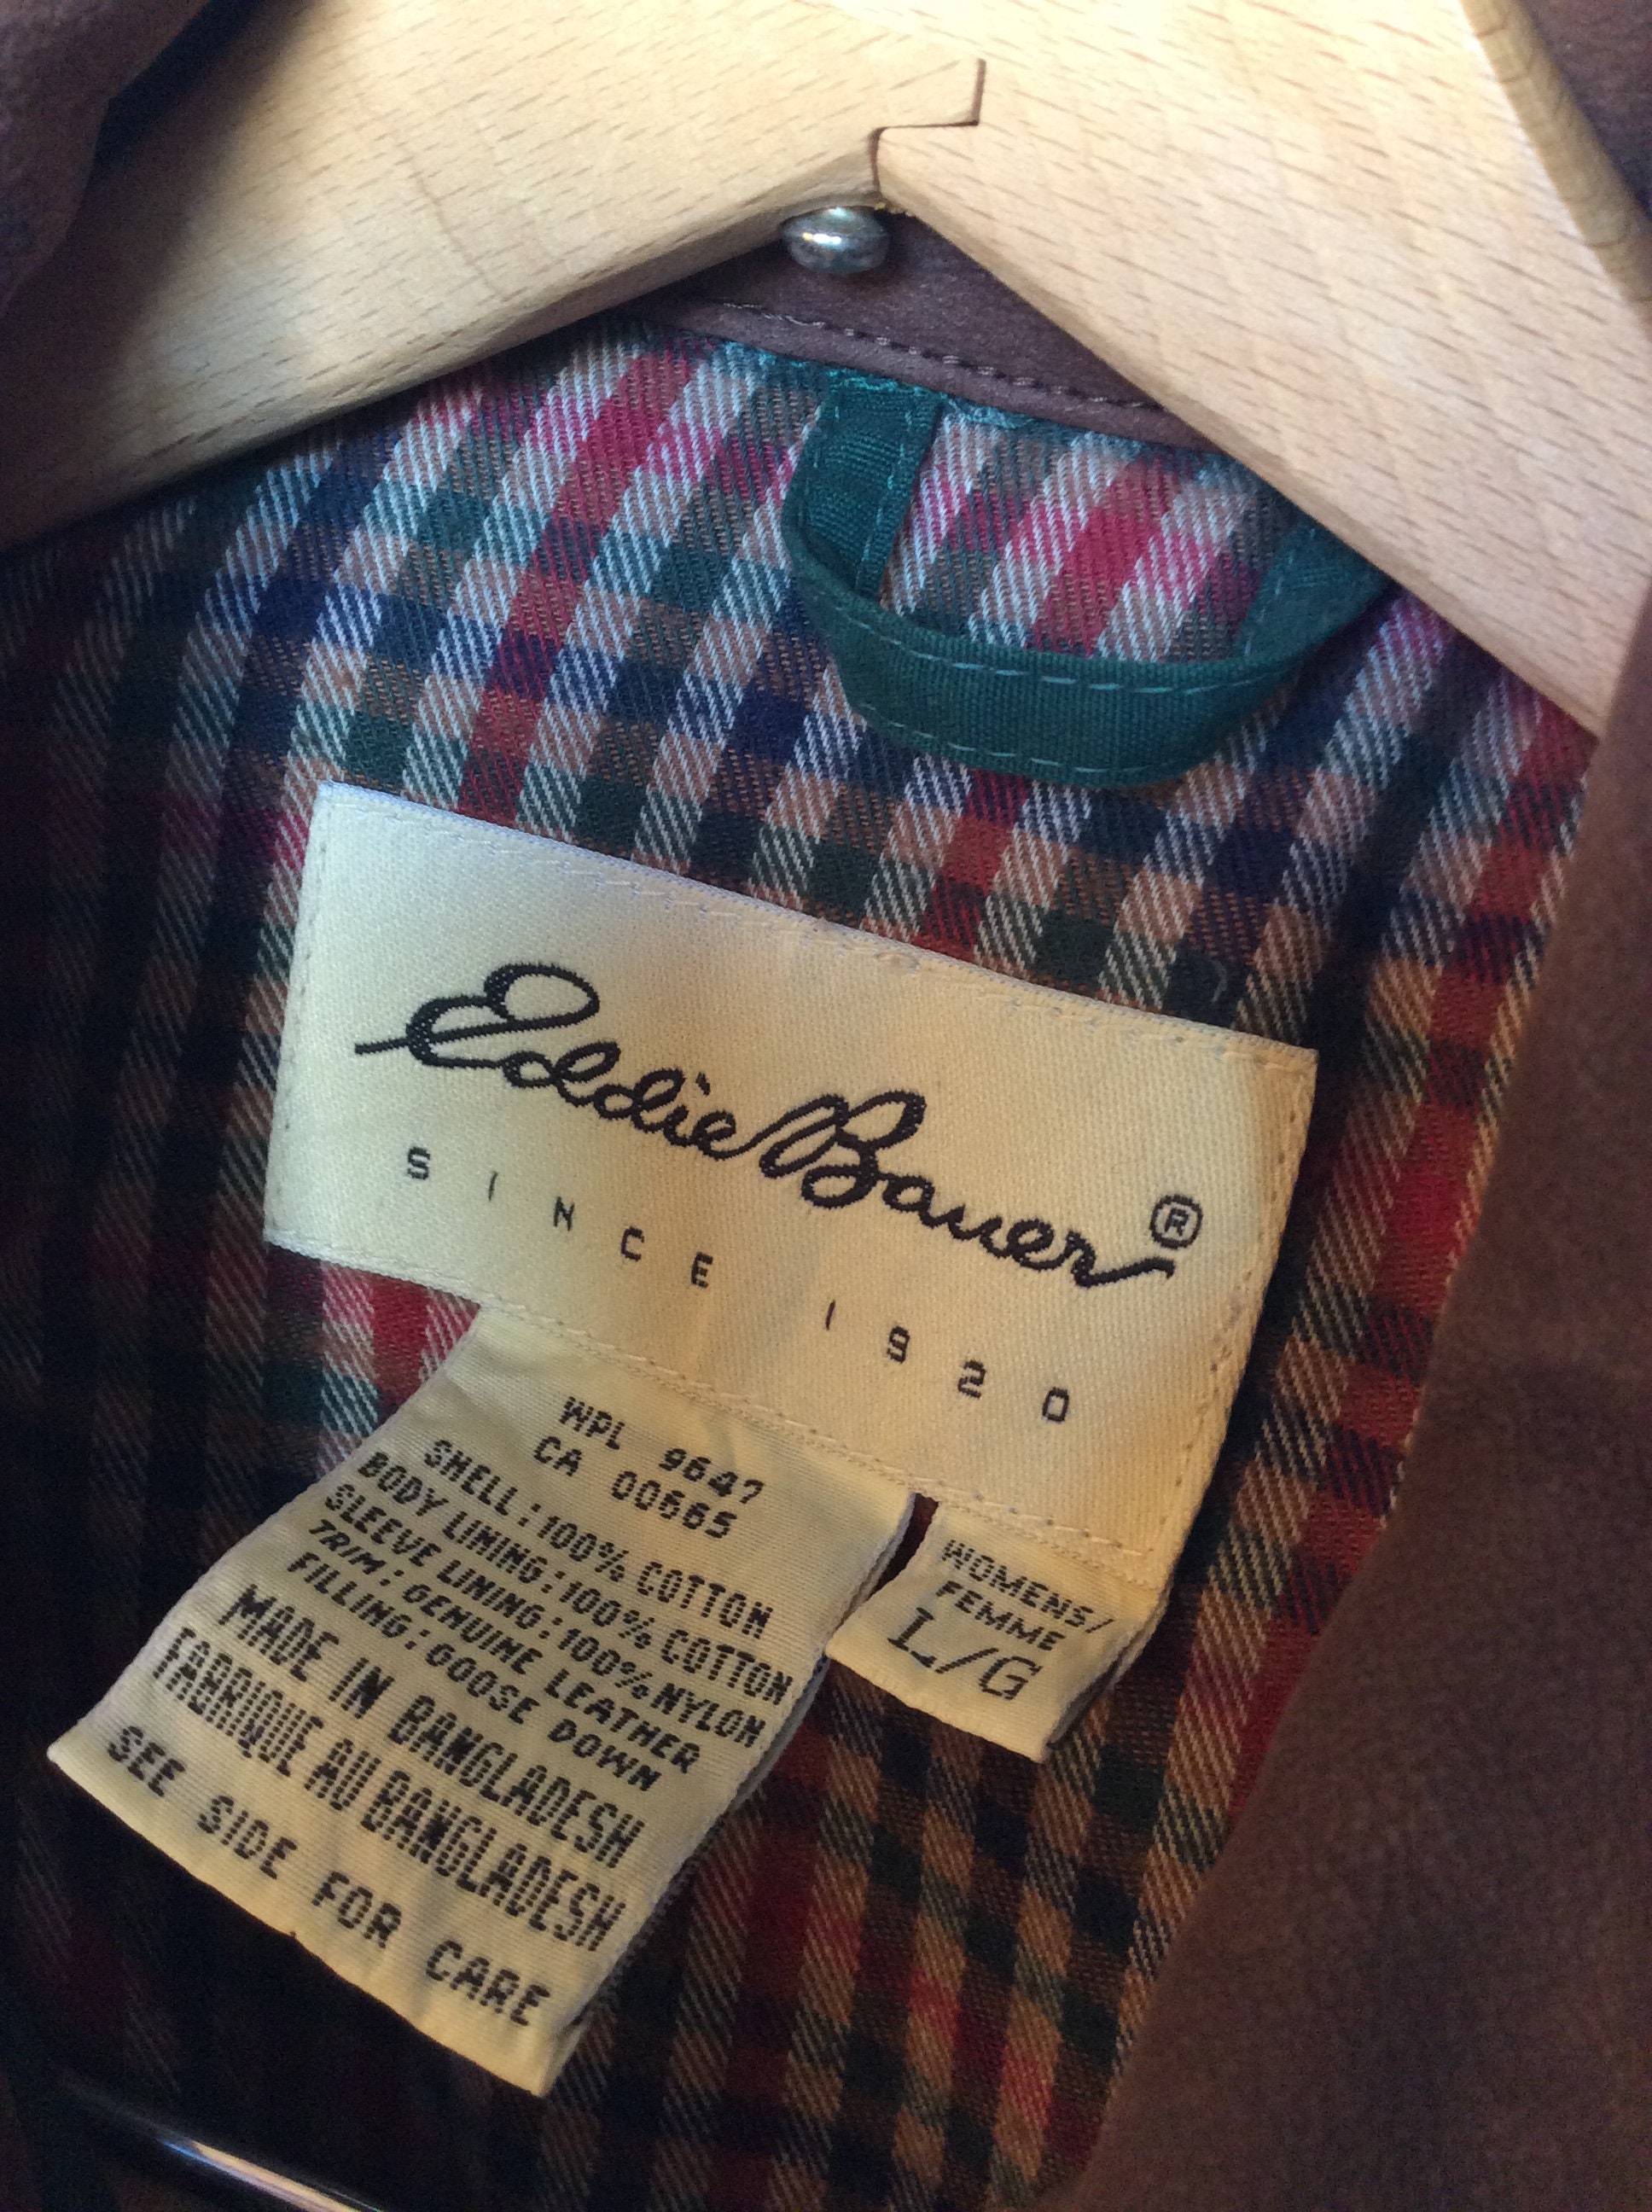 Eddie Bauer®
SINCE 1920
WPL 9647
CA 00665
SHELL: 100% COTTON
BODY LINING: 100% COTTON
SLEEVE LINING: 100% NYLON
TRIM: GENUINE LEATHER
FILLING: GOOSE DOWN
MADE IN BANGLADESH
FABRIQUE AU BANGLADESH
SEE SIDE FOR CARE
WOMENS/
FEMME
L/G